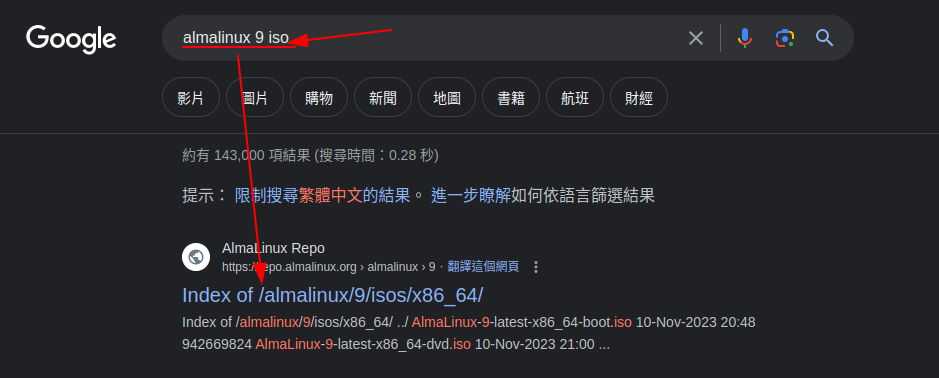 Google
almalinux 9 iso
影片 圖片 購物 新聞 地圖 書籍 航班 財經
約有 143,000 項結果 (搜尋時間：0.28 秒)
提示： 限制搜尋繁體中文的結果。 進一步瞭解如何依語言篩選結果
AlmaLinux Repo
https://repo.almalinux.org › almalinux › 9 · 翻譯這個網頁
Index of /almalinux/9/isos/x86_64/
Index of /almalinux/9/isos/x86_64/ ../ AlmaLinux-9-latest-x86_64-boot.iso 10-Nov-2023 20:48
942669824 AlmaLinux-9-latest-x86_64-dvd.iso 10-Nov-2023 21:00 ...